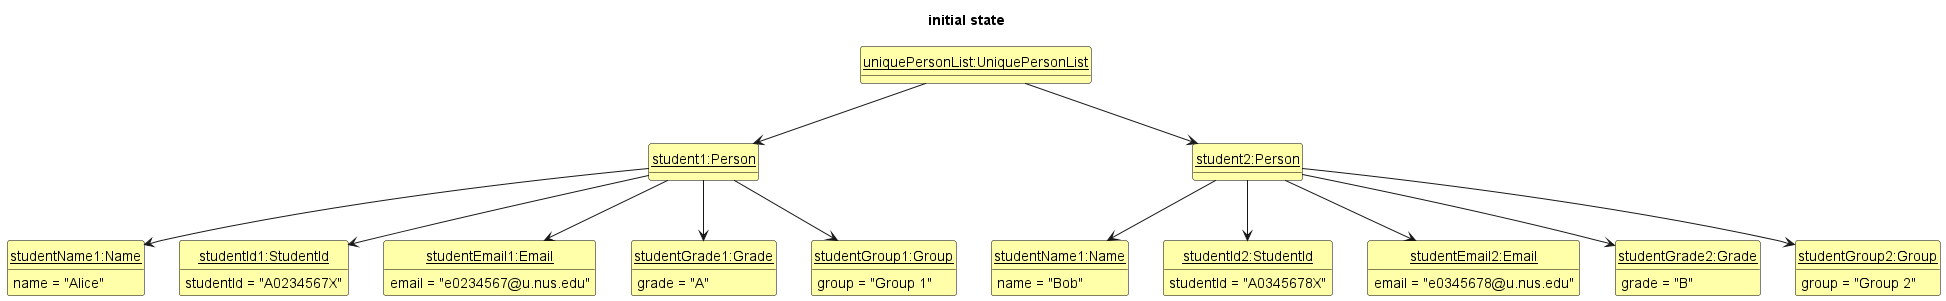 initial state
uniquePersonList:UniquePersonList
student1:Person
student2:Person
studentName1:Name
name = "Alice"
studentId1:StudentId
studentId = "A0234567X"
studentEmail1:Email
email = "e0234567@u.nus.edu"
studentGrade1:Grade
grade = "A"
studentGroup1:Group
group = "Group 1"
studentName1:Name
name = "Bob"
studentId2:StudentId
studentId = "A0345678X"
studentEmail2:Email
email = "e0345678@u.nus.edu"
studentGrade2:Grade
grade = "B"
studentGroup2:Group
group = "Group 2"